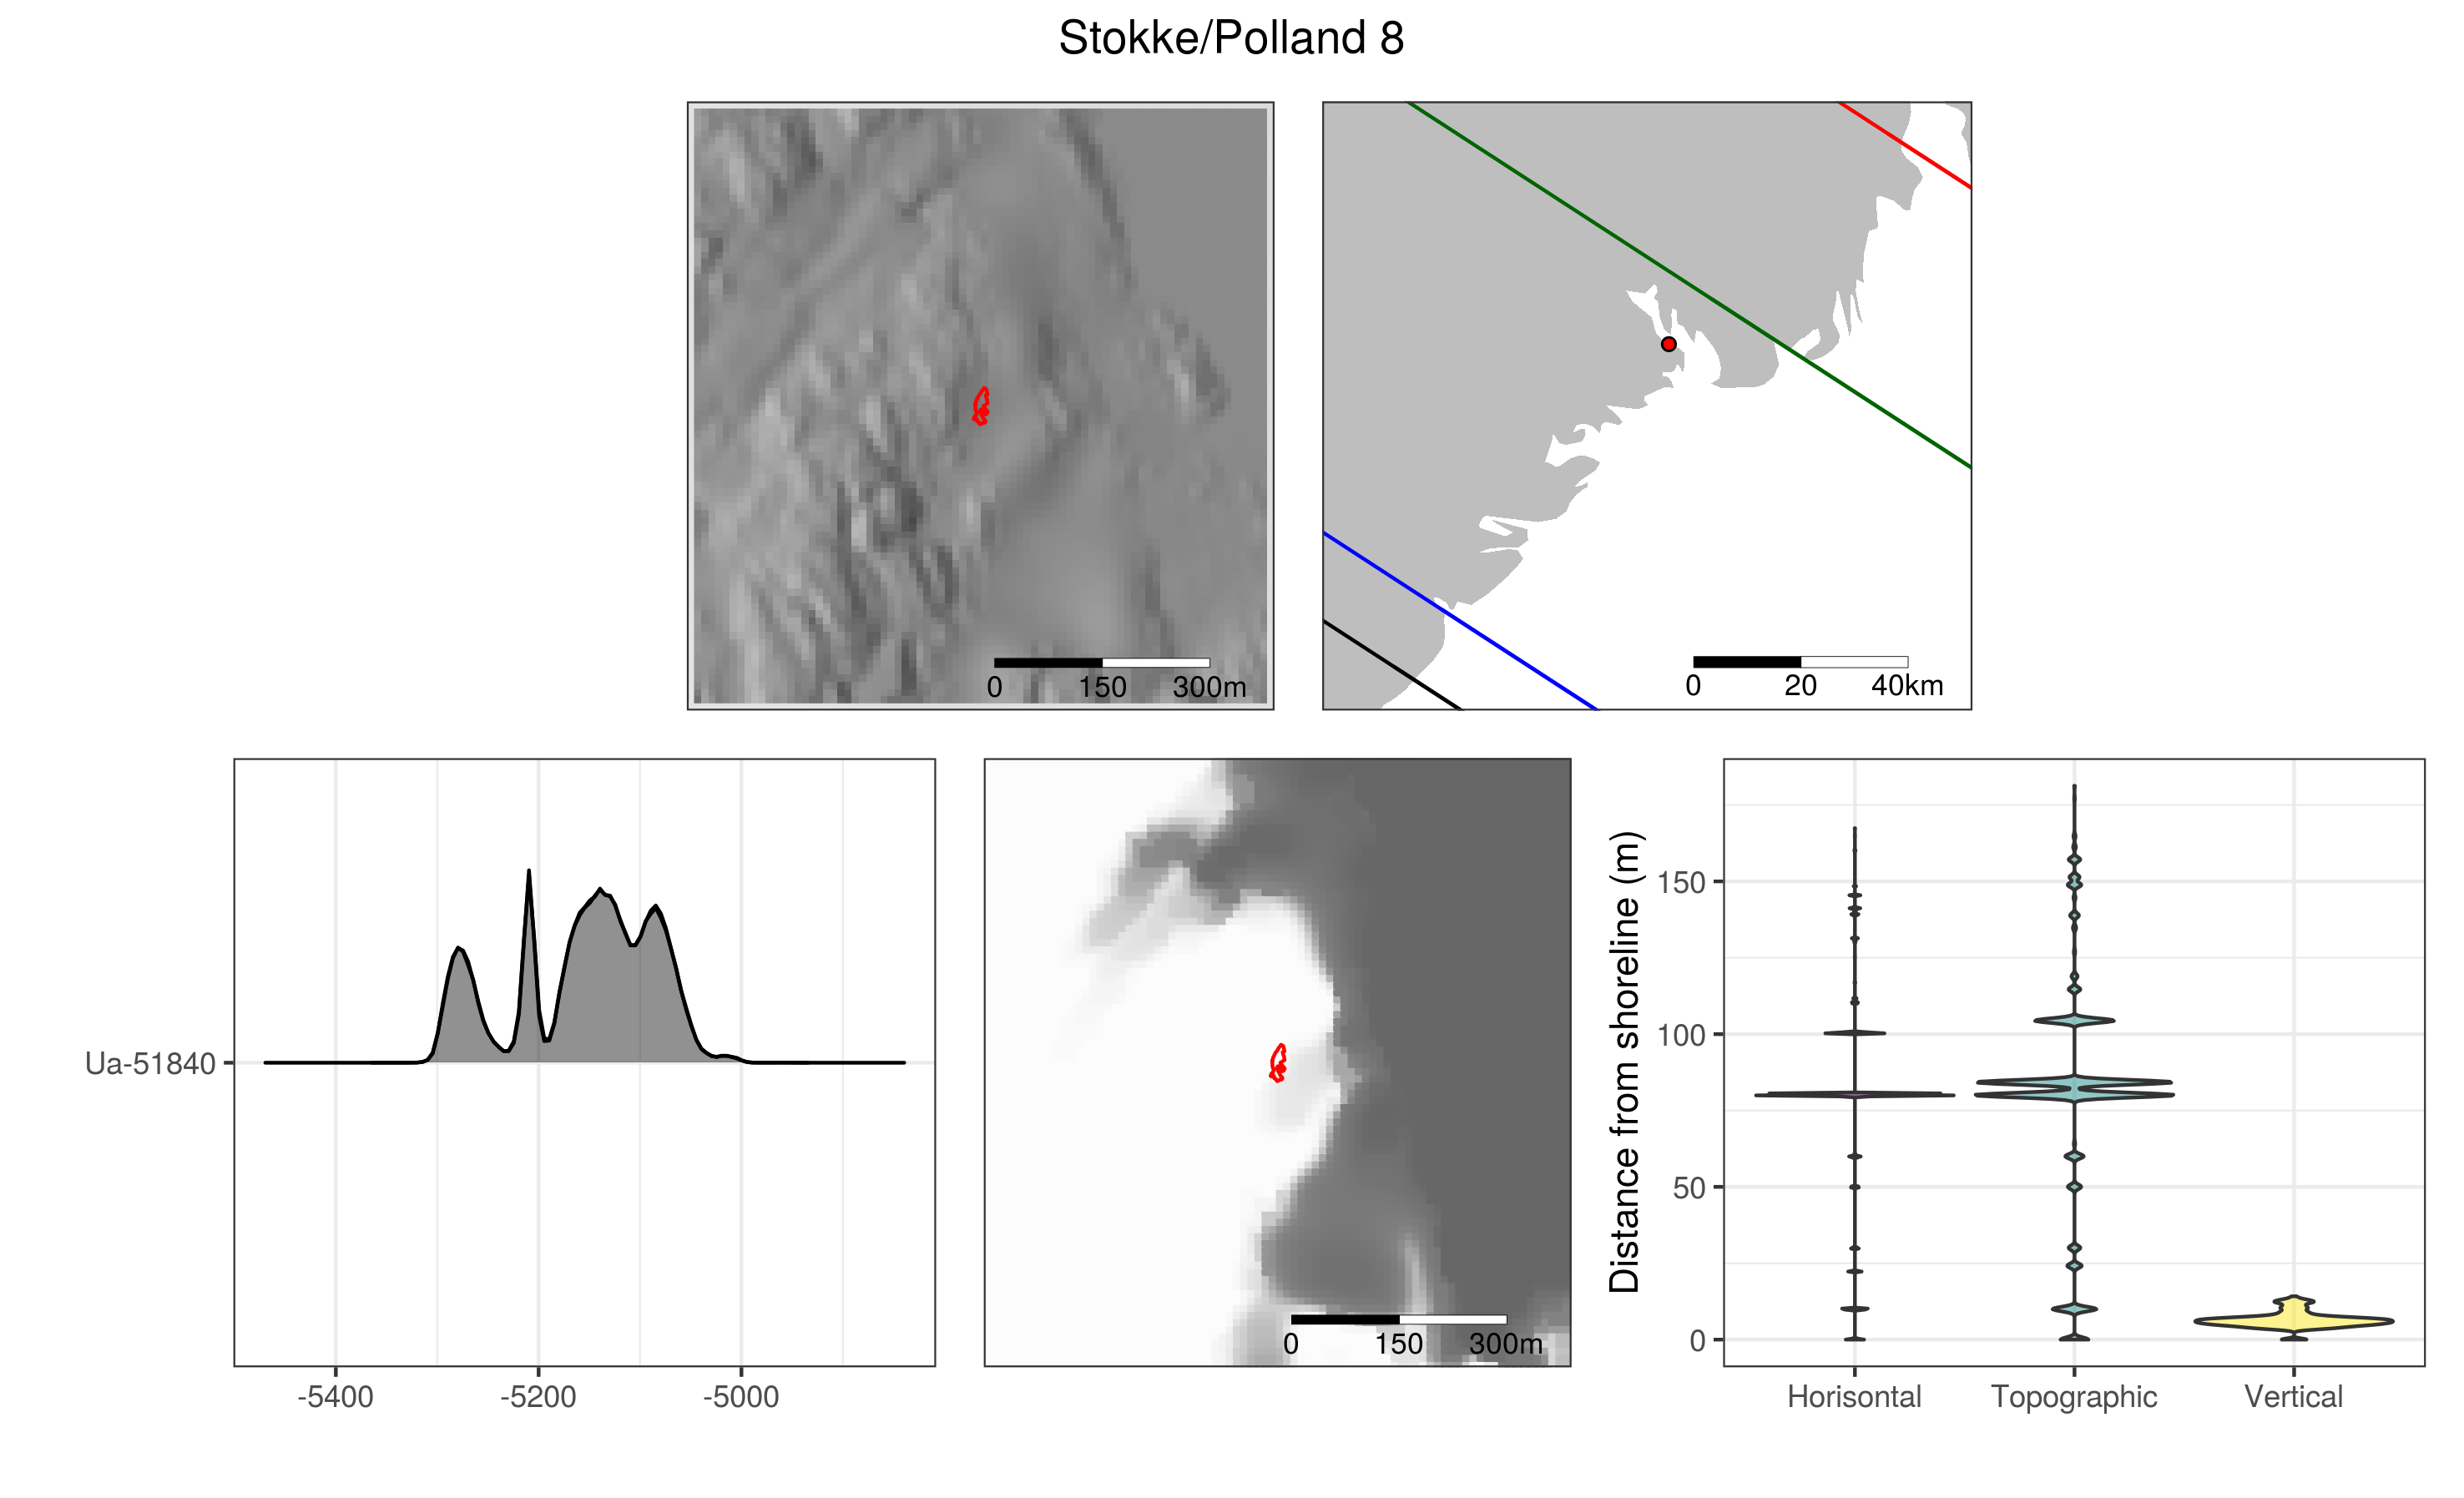 Stokke/Polland 8
0 150 300m
0 20 40km
Ua-51840
-5400 -5200 -5000
0 150 300m
Distance from shoreline (m)
150
100
50
0
Horisontal Topographic Vertical